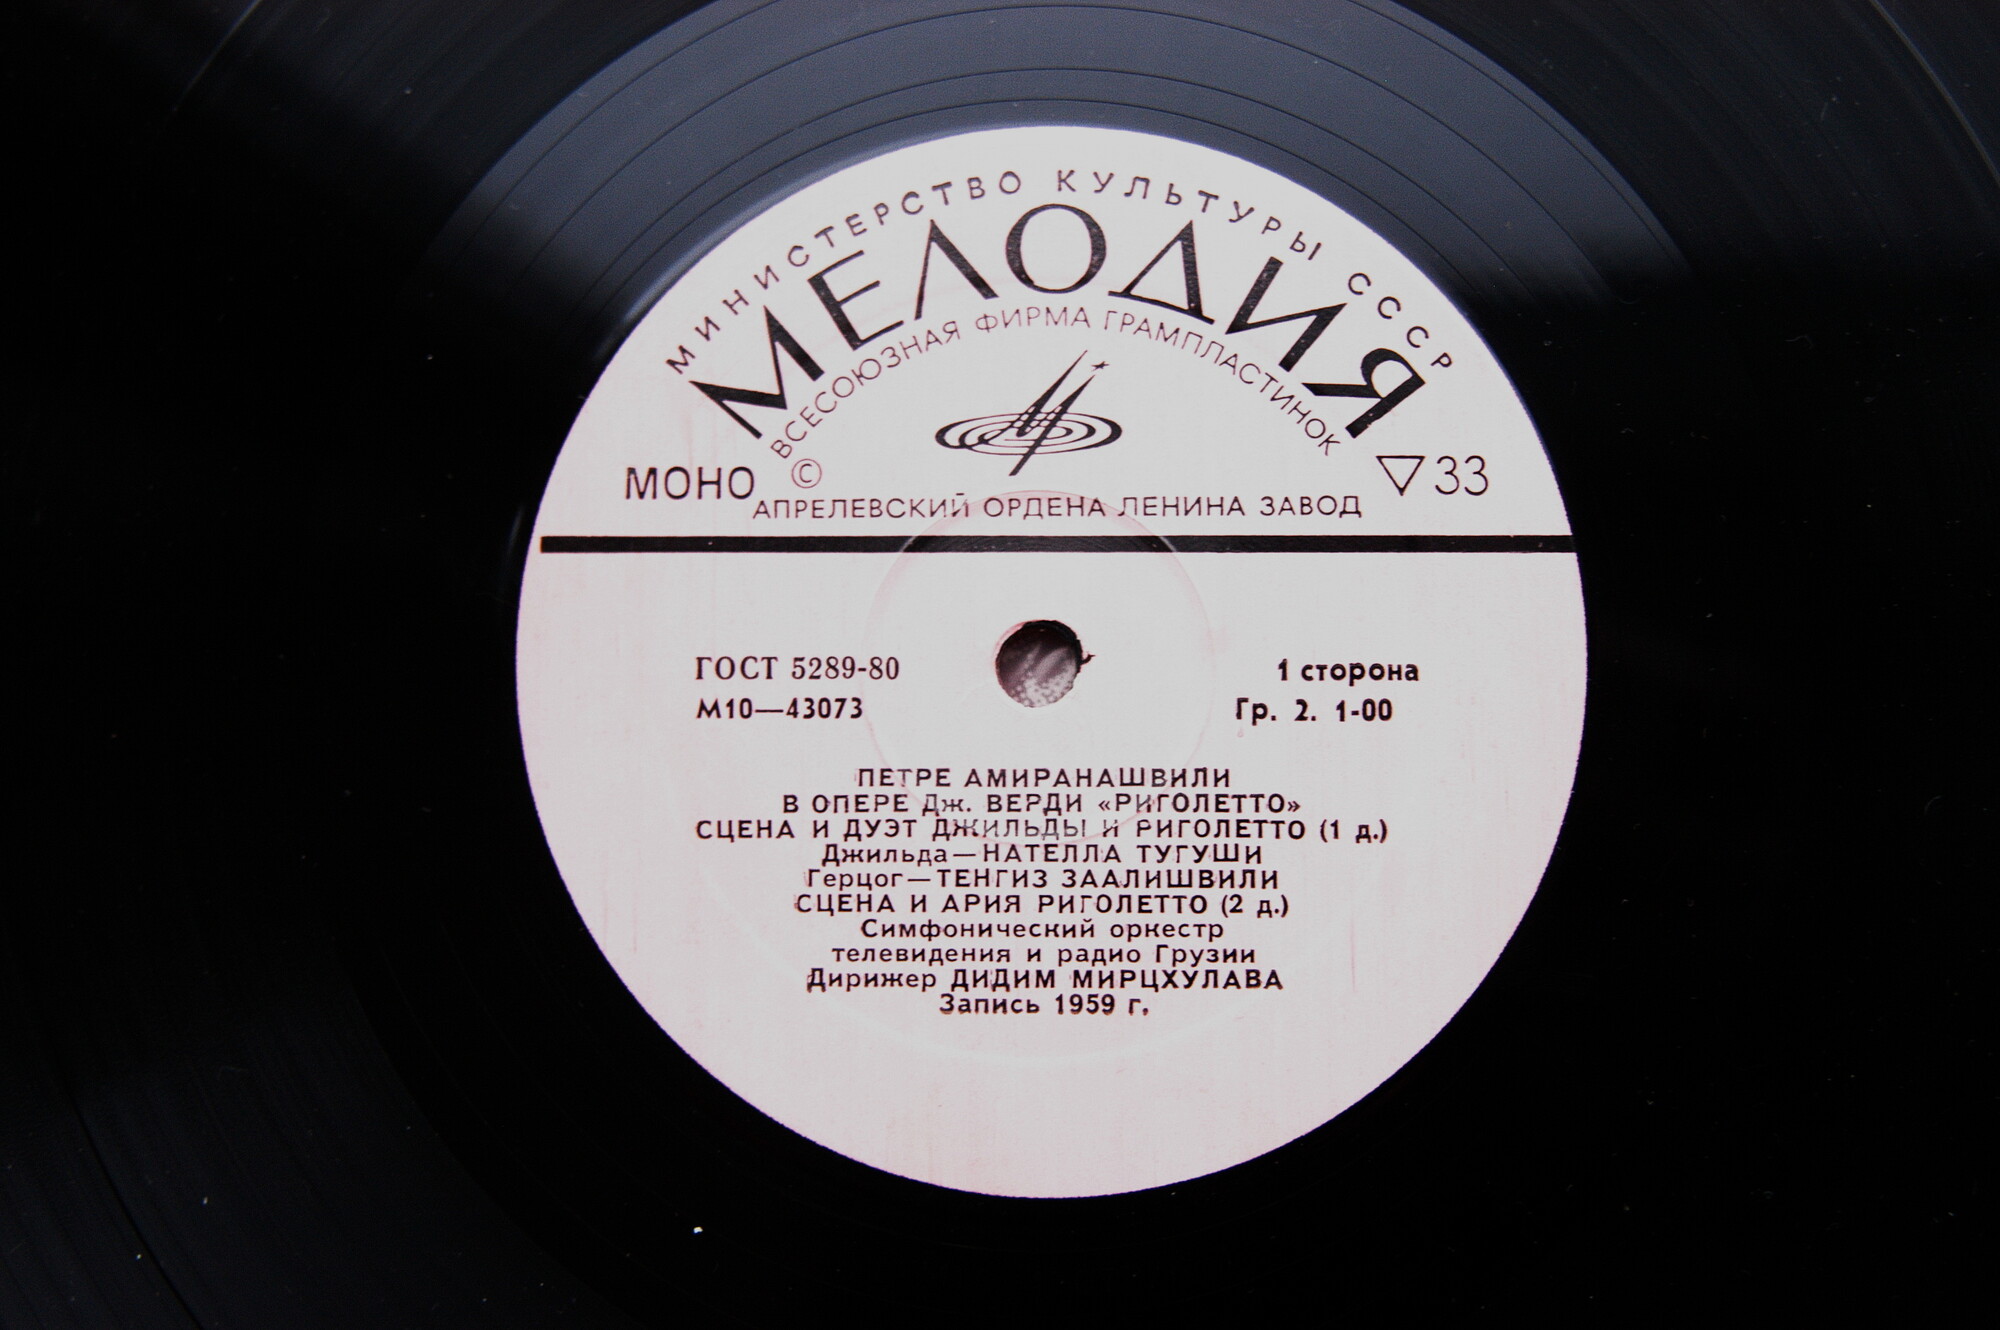 МИНИСТЕРСТВО КУЛЬТУРЫ СССР
МЕЛОДИЯ
ВСЕСОЮЗНАЯ ФИРМА ГРАМПЛАСТИНОК
МОНО © ▽ 33
АПРЕЛЕВСКИЙ ОРДЕНА ЛЕНИНА ЗАВОД
ГОСТ 5289-80 1 сторона
М10—43073 Гр. 2. 1-00
ПЕТРЕ АМИРАНАШВИЛИ
В ОПЕРЕ Дж. ВЕРДИ «РИГОЛЕТТО»
СЦЕНА И ДУЭТ ДЖИЛЬДЫ И РИГОЛЕТТО (1 д.)
Джильда—НАТЕЛЛА ТУГУШИ
Герцог—ТЕНГИЗ ЗААЛИШВИЛИ
СЦЕНА И АРИЯ РИГОЛЕТТО (2 д.)
Симфонический оркестр
телевидения и радио Грузии
Дирижер ДИДИМ МИРЦХУЛАВА
Запись 1959 г.